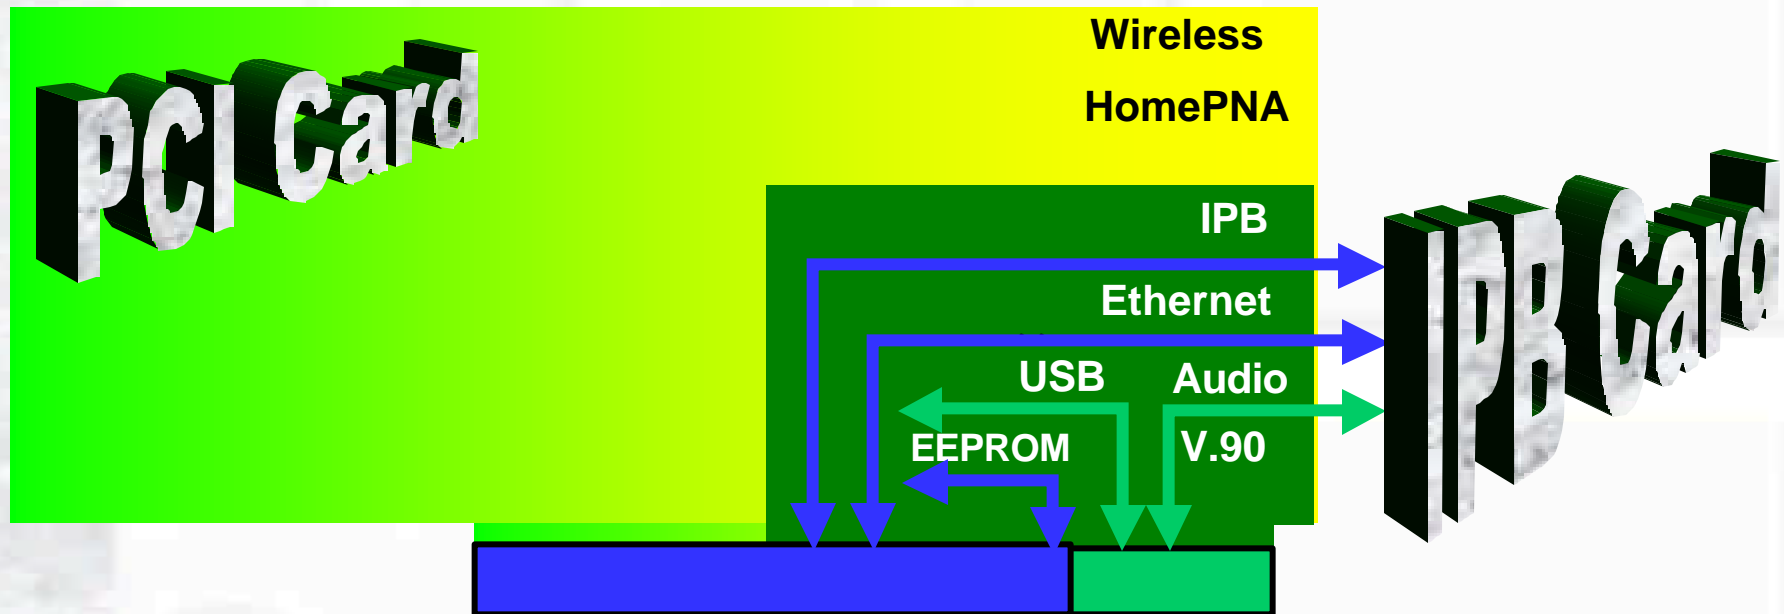 PCI Card
Wireless
HomePNA
IPB
Ethernet
USB
Audio
EEPROM
V.90
IPB Card